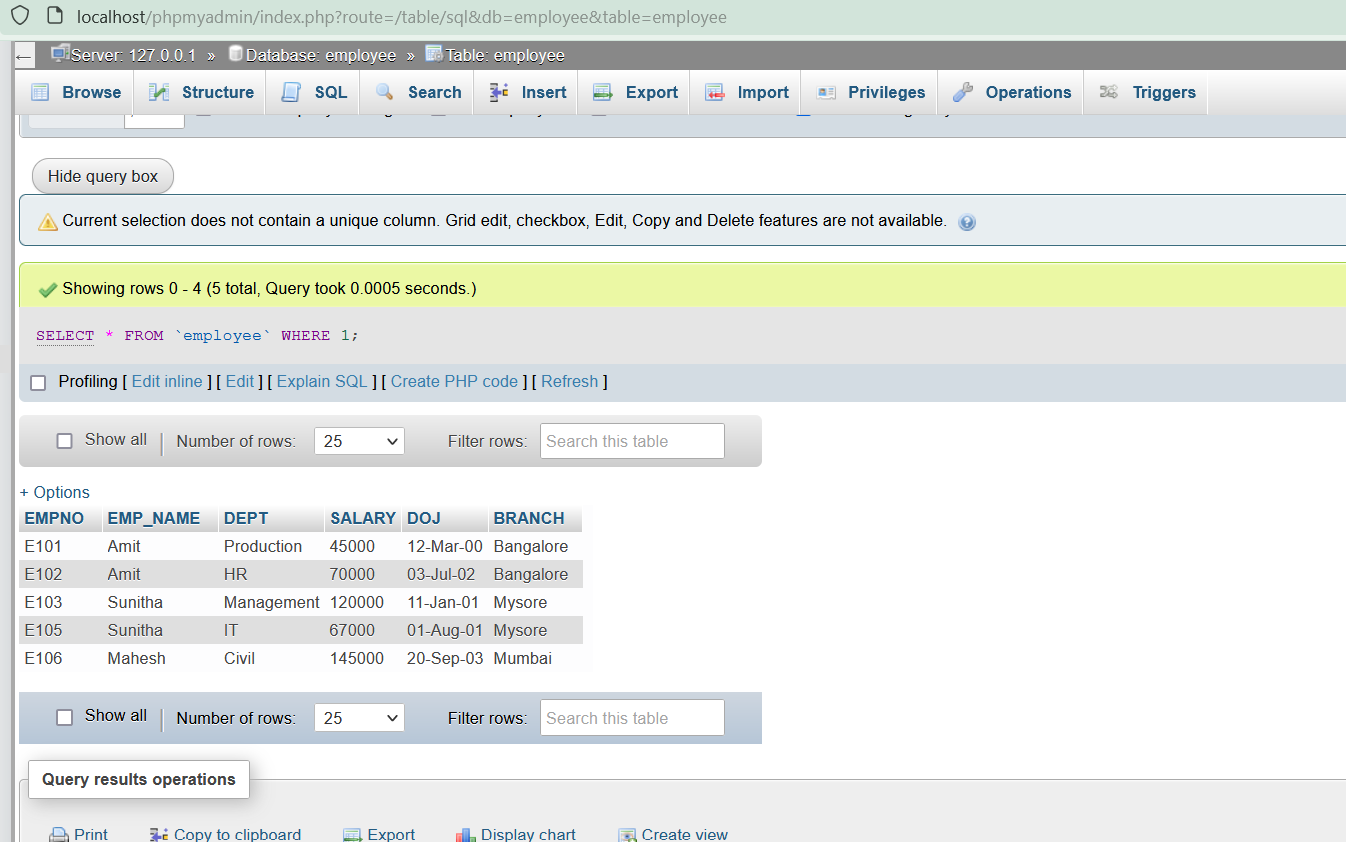 localhost/phpmyadmin/index.php?route=/table/sql&db=employee&table=employee
Server: 127.0.0.1 » Database: employee » Table: employee
Browse Structure SQL Search Insert Export Import Privileges Operations Triggers
Hide query box
Current selection does not contain a unique column. Grid edit, checkbox, Edit, Copy and Delete features are not available.
Showing rows 0 - 4 (5 total, Query took 0.0005 seconds.)
SELECT * FROM `employee` WHERE 1;
Profiling [ Edit inline ] [ Edit ] [ Explain SQL ] [ Create PHP code ] [ Refresh ]
Show all | Number of rows: 25 Filter rows: Search this table
+ Options
EMPNO EMP_NAME DEPT SALARY DOJ BRANCH
E101 Amit Production 45000 12-Mar-00 Bangalore
E102 Amit HR 70000 03-Jul-02 Bangalore
E103 Sunitha Management 120000 11-Jan-01 Mysore
E105 Sunitha IT 67000 01-Aug-01 Mysore
E106 Mahesh Civil 145000 20-Sep-03 Mumbai
Show all | Number of rows: 25 Filter rows: Search this table
Query results operations
Print Copy to clipboard Export Display chart Create view